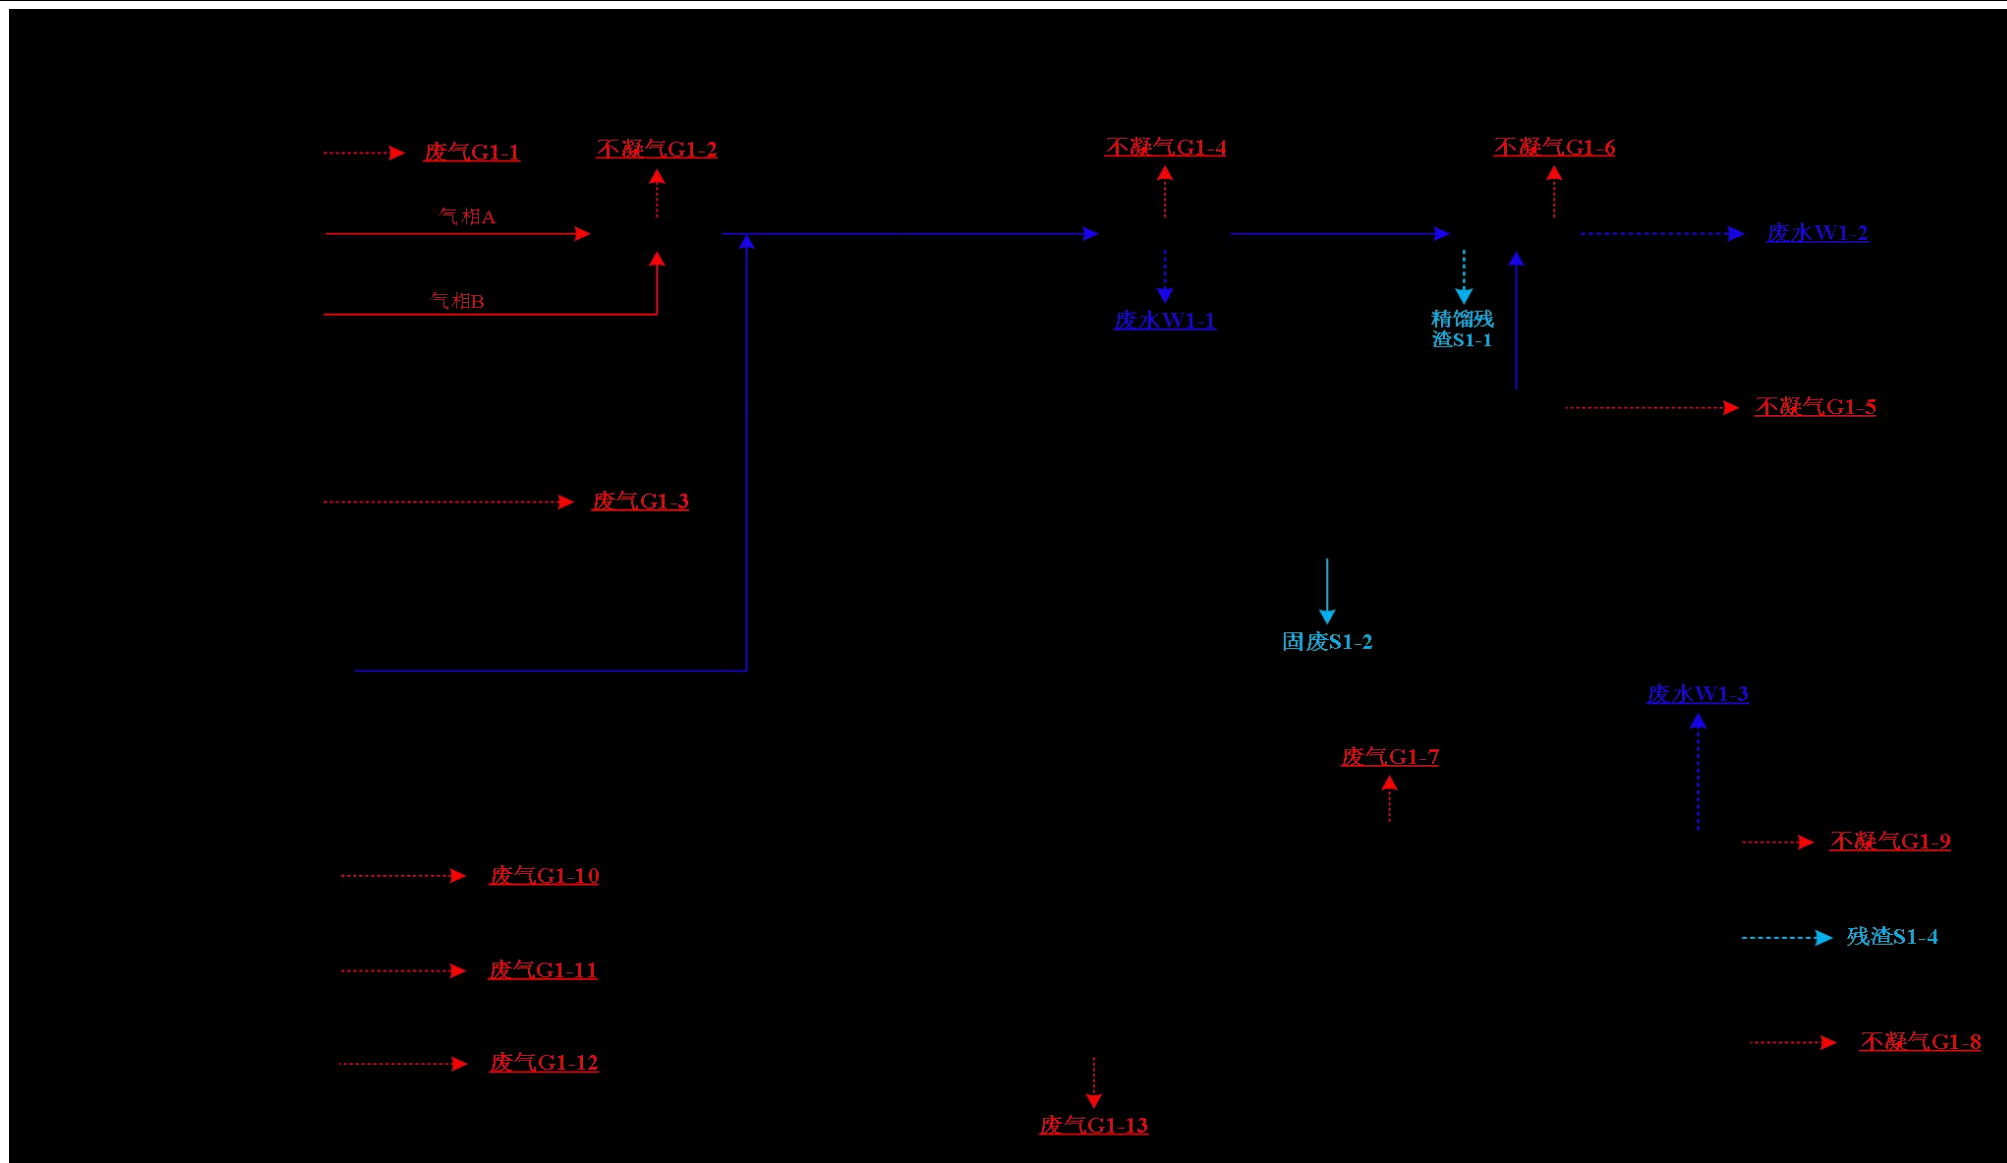 废气G1-1
不凝气G1-2
不凝气G1-4
不凝气G1-6
气相A
废水W1-2
气相B
废水W1-1
精馏残
渣S1-1
不凝气G1-5
废气G1-3
固废S1-2
废水W1-3
废气G1-7
不凝气G1-9
废气G1-10
残渣S1-4
废气G1-11
不凝气G1-8
废气G1-12
废气G1-13